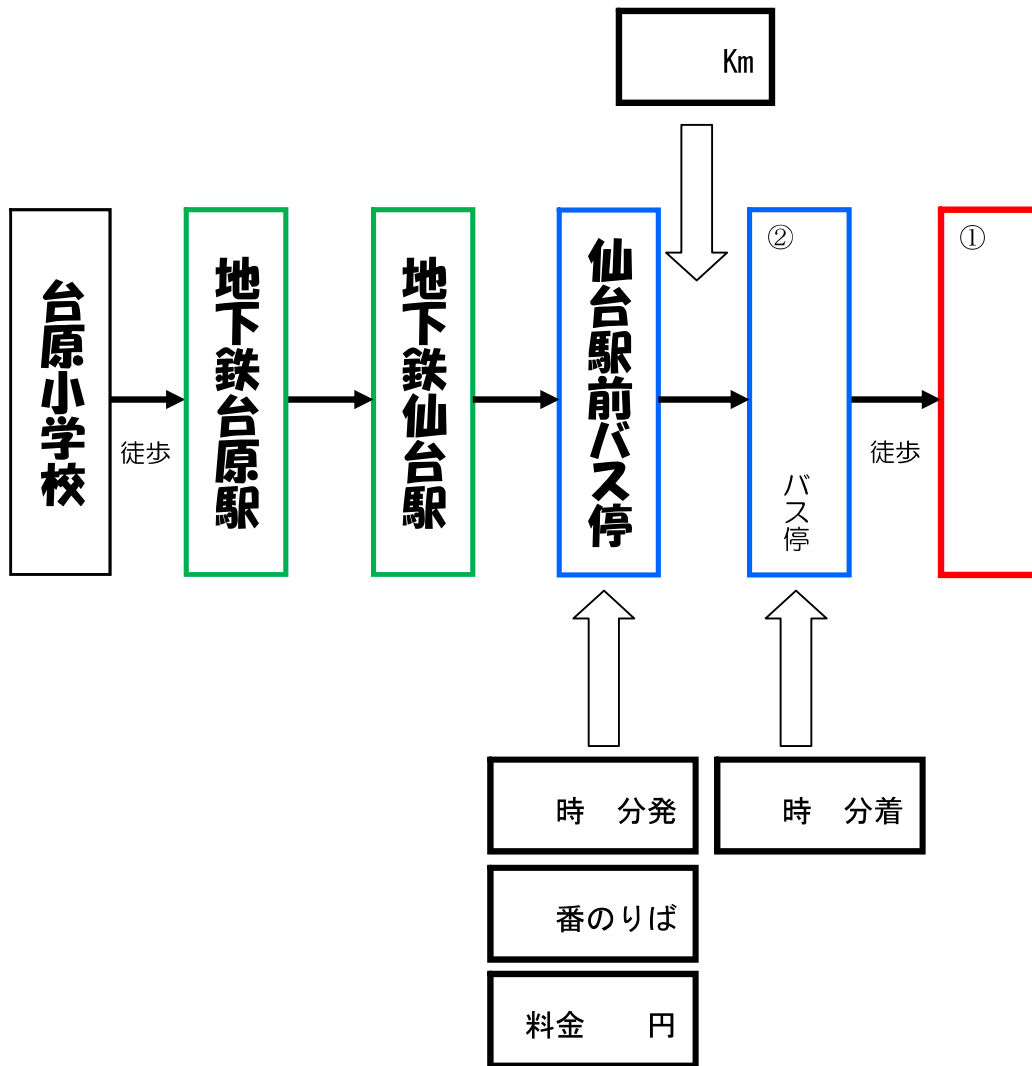 Km
台原小学校
徒歩
地下鉄台原駅
地下鉄仙台駅
仙台駅前バス停
②
バス停
徒歩
①
時 分発
時 分着
番のりば
料金 円